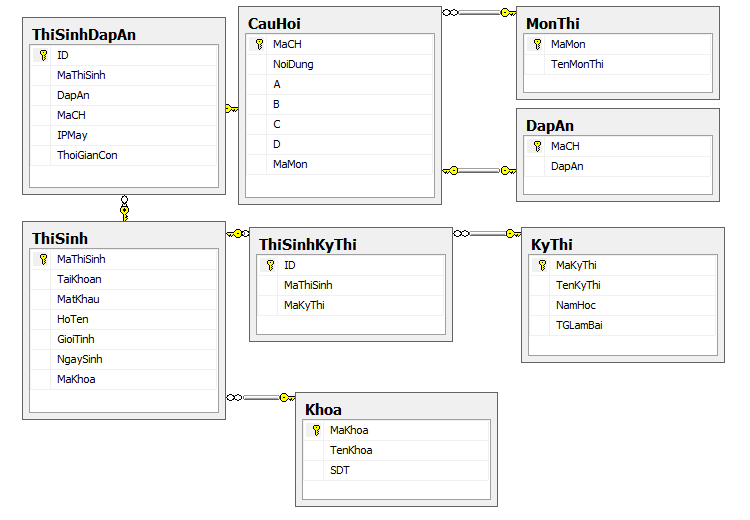 ThiSinhDapAn
ID
MaThiSinh
DapAn
MaCH
IPMay
ThoiGianCon
CauHoi
MaCH
NoiDung
A
B
C
D
MaMon
MonThi
MaMon
TenMonThi
DapAn
MaCH
DapAn
ThiSinh
MaThiSinh
TaiKhoan
MatKhau
HoTen
GioiTinh
NgaySinh
MaKhoa
ThiSinhKyThi
ID
MaThiSinh
MaKyThi
KyThi
MaKyThi
TenKyThi
NamHoc
TGLamBai
Khoa
MaKhoa
TenKhoa
SDT